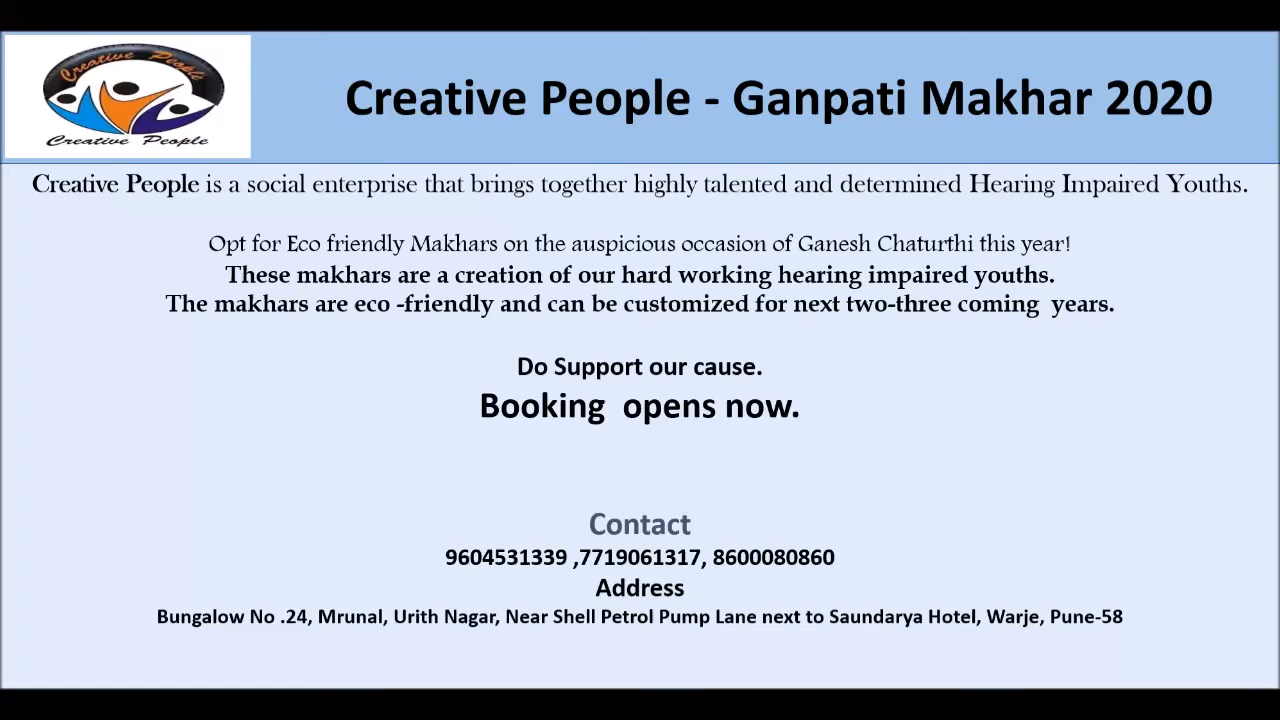 Creative People
Creative People
Creative People - Ganpati Makhar 2020
Creative People is a social enterprise that brings together highly talented and determined Hearing Impaired Youths.
Opt for Eco friendly Makhars on the auspicious occasion of Ganesh Chaturthi this year!
These makhars are a creation of our hard working hearing impaired youths.
The makhars are eco -friendly and can be customized for next two-three coming  years.
Do Support our cause.
Booking  opens now.
Contact
9604531339 ,7719061317, 8600080860
Address
Bungalow No .24, Mrunal, Urith Nagar, Near Shell Petrol Pump Lane next to Saundarya Hotel, Warje, Pune-58